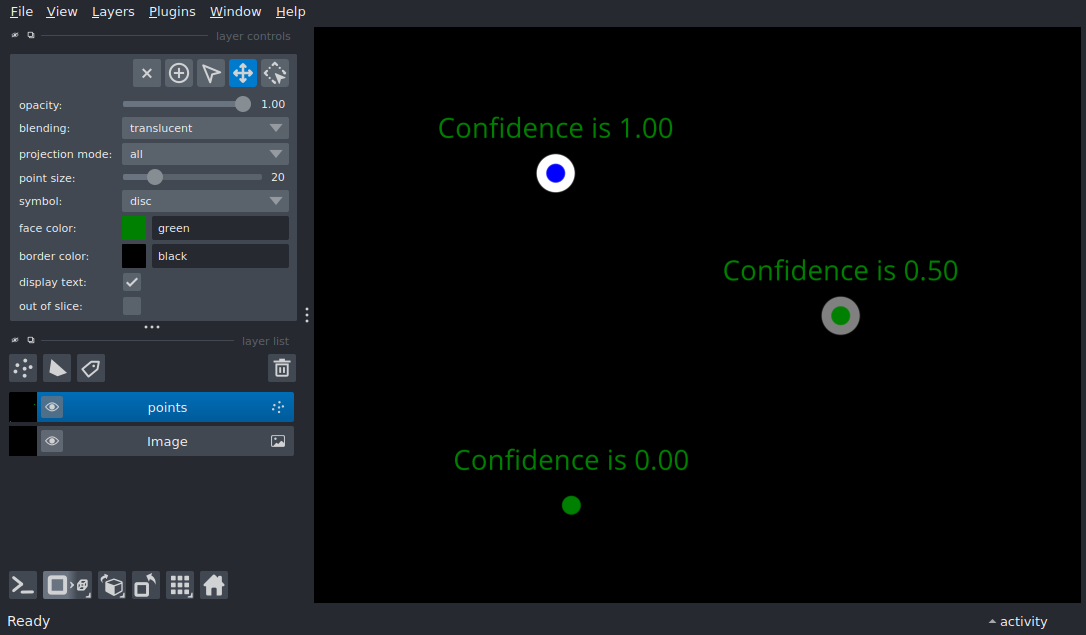 File View Layers Plugins Window Help
layer controls
opacity: 1.00
blending: translucent
projection mode: all
point size: 20
symbol: disc
face color: green
border color: black
display text:
out of slice:
layer list
points
Image
Confidence is 1.00
Confidence is 0.50
Confidence is 0.00
Ready
activity